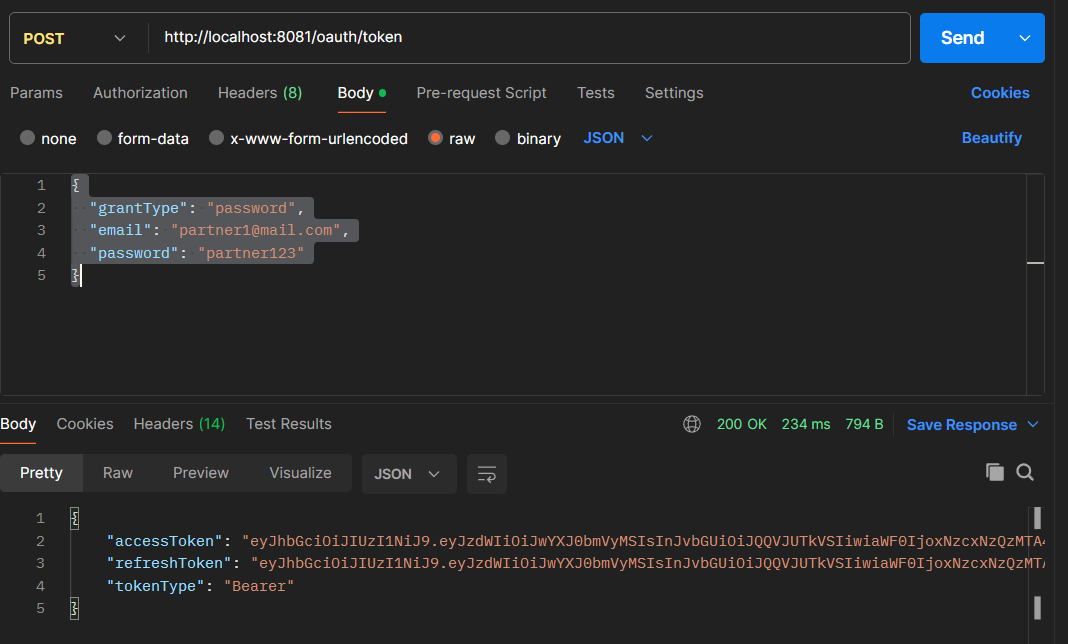 POST http://localhost:8081/oauth/token Send
Params Authorization Headers (8) Body Pre-request Script Tests Settings Cookies
none form-data x-www-form-urlencoded raw binary JSON Beautify
1 {
2 "grantType": "password",
3 "email": "partner1@mail.com",
4 "password": "partner123"
5 }
Body Cookies Headers (14) Test Results 200 OK 234 ms 794 B Save Response
Pretty Raw Preview Visualize JSON
1 {
2 "accessToken": "eyJhbGciOiJIUzI1NiJ9.eyJzdWIiOiJwYXJ0bmVyMSIsInJvbGUiOiJQQVJUTkVSIiwiaWF0IjoxNzcxNzQzMTA4
3 "refreshToken": "eyJhbGciOiJIUzI1NiJ9.eyJzdWIiOiJwYXJ0bmVyMSIsInJvbGUiOiJQQVJUTkVSIiwiaWF0IjoxNzcxNzQzMTA
4 "tokenType": "Bearer"
5 }